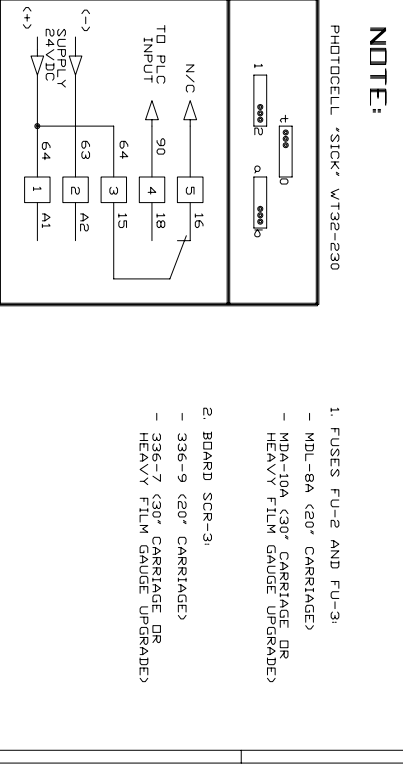 NOTE:
PHOTOCELL "SICK" WT32-230
t
0
1
2
a
b
N/C
5
16
TO PLC
INPUT
90
4
18
64
3
15
(-)
63
2
A2
SUPPLY
24VDC
(+)
64
1
A1
1. FUSES FU-2 AND FU-3:
- MDL-8A (20" CARRIAGE)
- MDA-10A (30" CARRIAGE OR
HEAVY FILM GAUGE UPGRADE)
2. BOARD SCR-3:
- 336-9 (20" CARRIAGE)
- 336-7 (30" CARRIAGE OR
HEAVY FILM GAUGE UPGRADE)